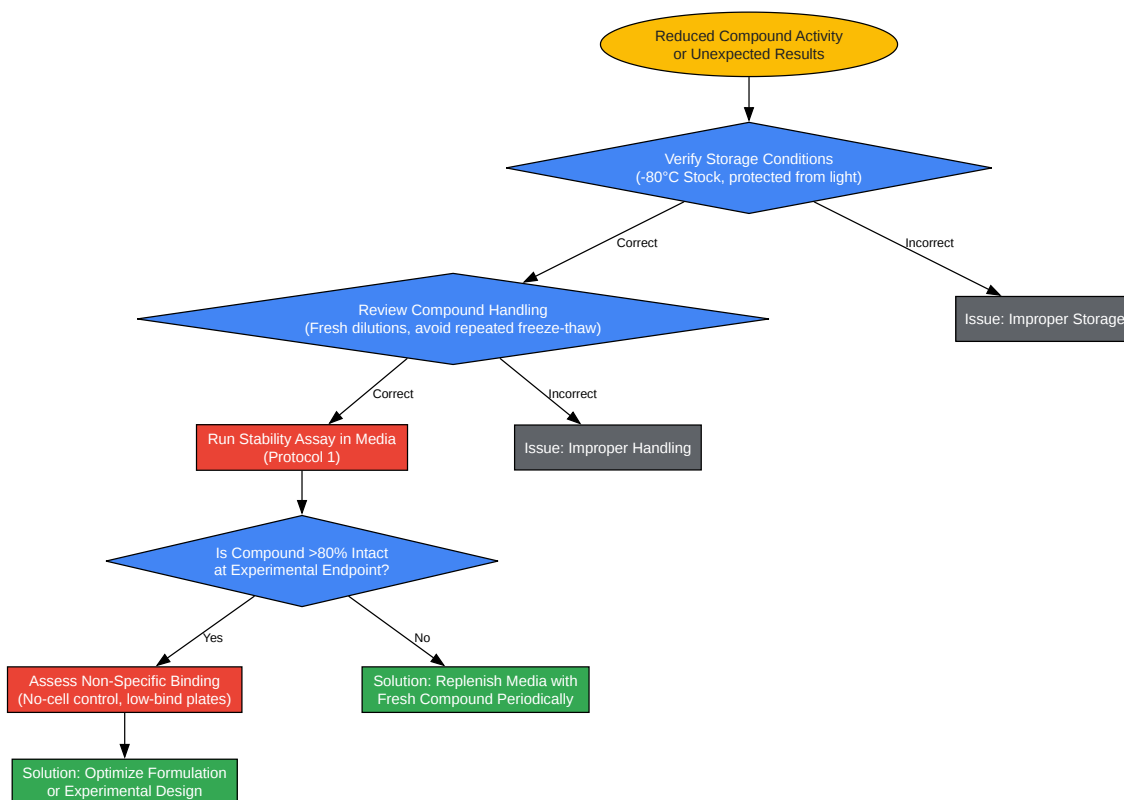 Reduced Compound Activity
or Unexpected Results
Verify Storage Conditions
(-80°C Stock, protected from light)
Correct
Incorrect
Review Compound Handling
(Fresh dilutions, avoid repeated freeze-thaw)
Issue: Improper Storage
Correct
Incorrect
Run Stability Assay in Media
(Protocol 1)
Issue: Improper Handling
Is Compound >80% Intact
at Experimental Endpoint?
Yes
No
Assess Non-Specific Binding
(No-cell control, low-bind plates)
Solution: Replenish Media with
Fresh Compound Periodically
Solution: Optimize Formulation
or Experimental Design